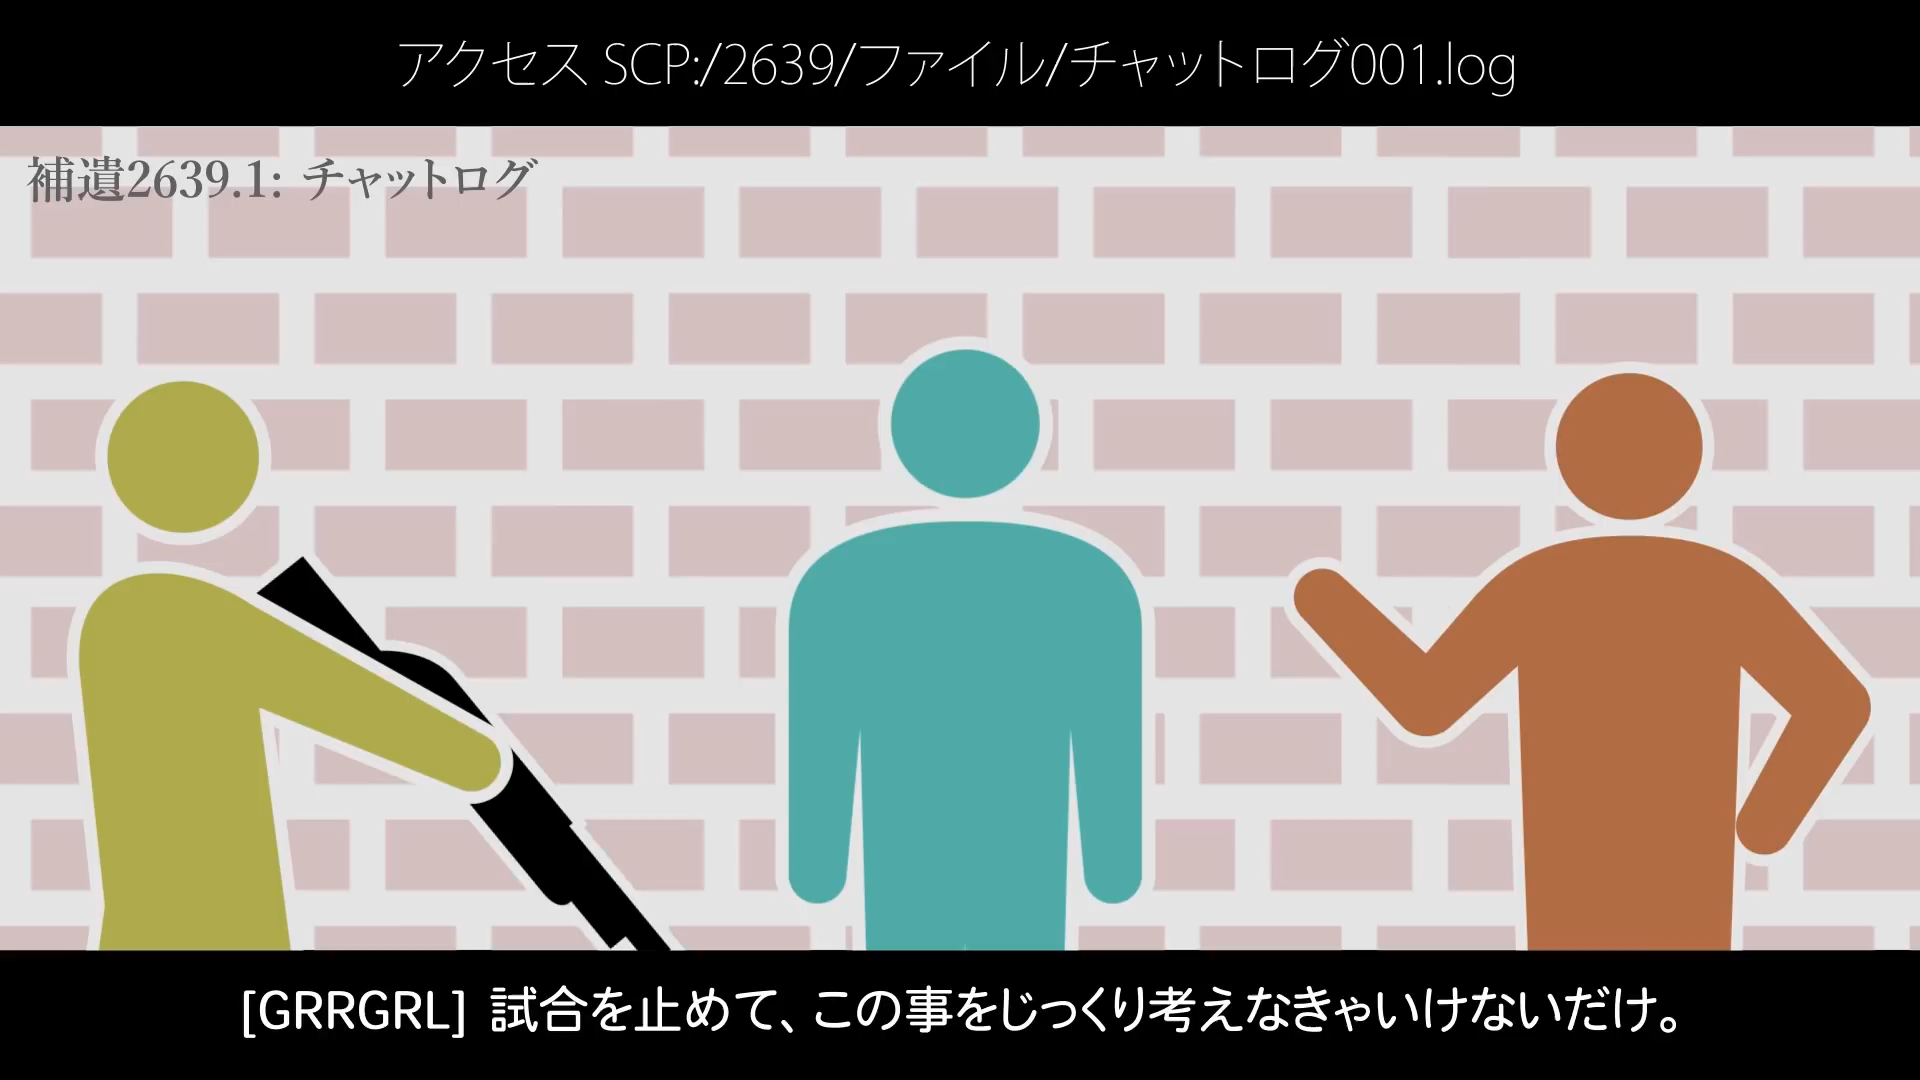 アクセス SCP:/2639/ファイル/チャットログ001.log
補遺2639.1: チャットログ
[GRRGRL] 試合を止めて、この事をじっくり考えなきゃいけないだけ。